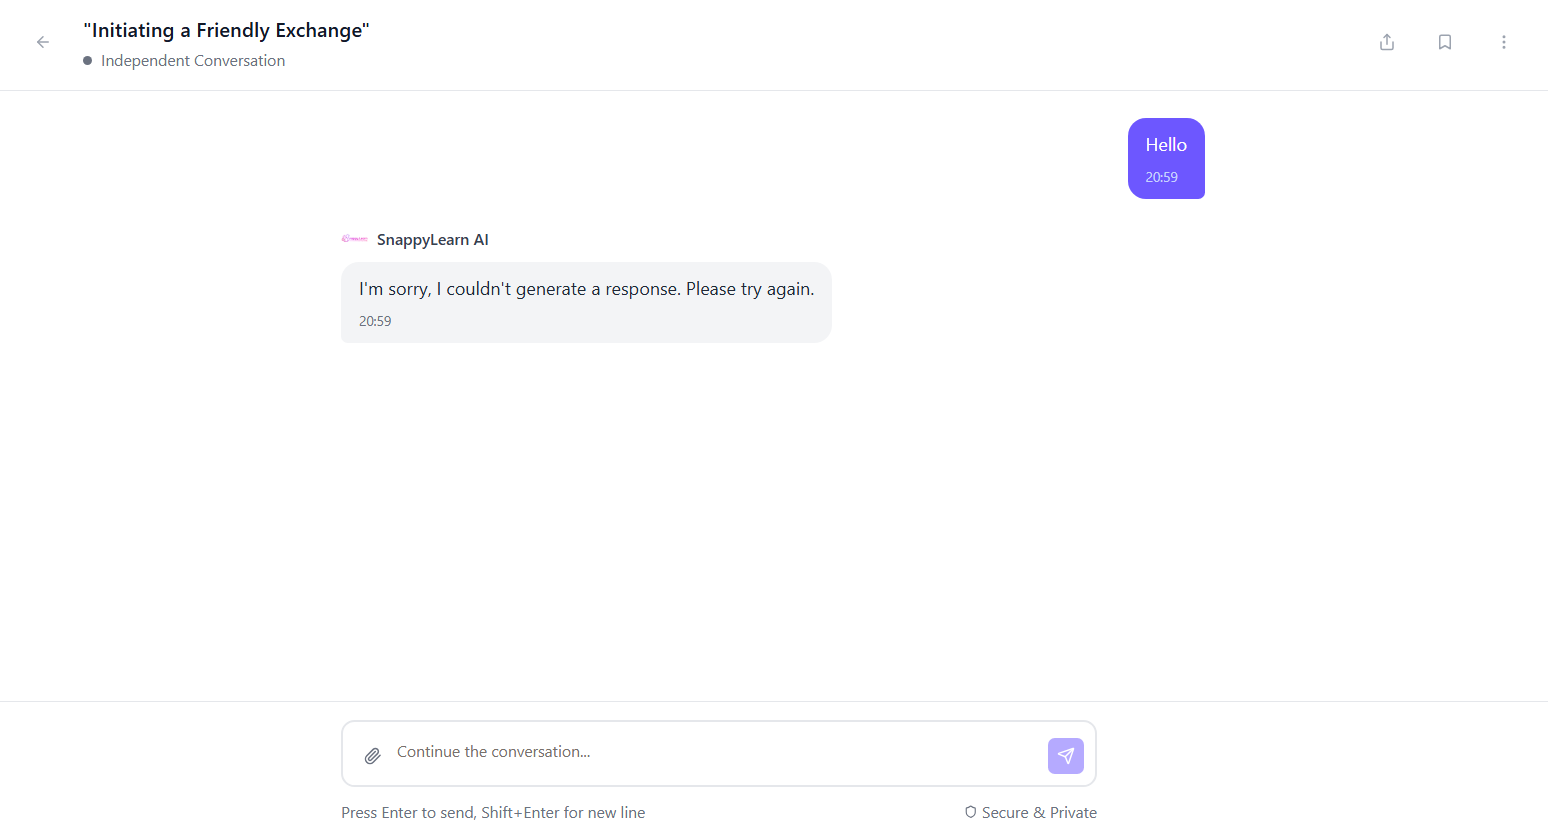 "Initiating a Friendly Exchange"
Independent Conversation
Hello
20:59
SnappyLearn AI
I'm sorry, I couldn't generate a response. Please try again.
20:59
Continue the conversation...
Press Enter to send, Shift+Enter for new line
Secure & Private